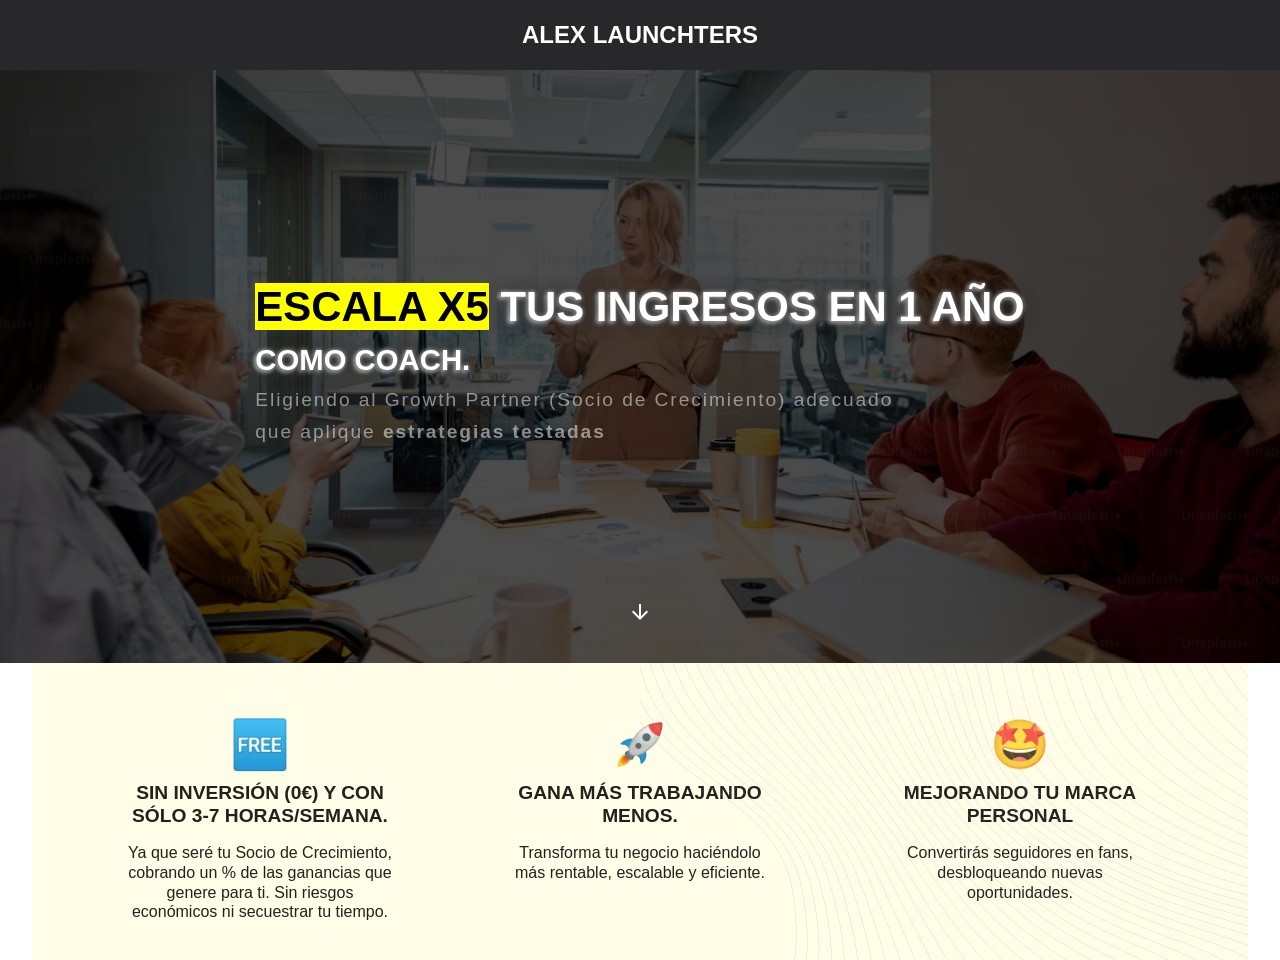 ALEX LAUNCHTERS
ESCALA X5 TUS INGRESOS EN 1 AÑO
COMO COACH.
Eligiendo al Growth Partner (Socio de Crecimiento) adecuado
que aplique estrategias testadas
FREE
SIN INVERSIÓN (0€) Y CON
SÓLO 3-7 HORAS/SEMANA.
Ya que seré tu Socio de Crecimiento,
cobrando un % de las ganancias que
genere para ti. Sin riesgos
económicos ni secuestrar tu tiempo.
GANA MÁS TRABAJANDO
MENOS.
Transforma tu negocio haciéndolo
más rentable, escalable y eficiente.
MEJORANDO TU MARCA
PERSONAL
Convertirás seguidores en fans,
desbloqueando nuevas
oportunidades.